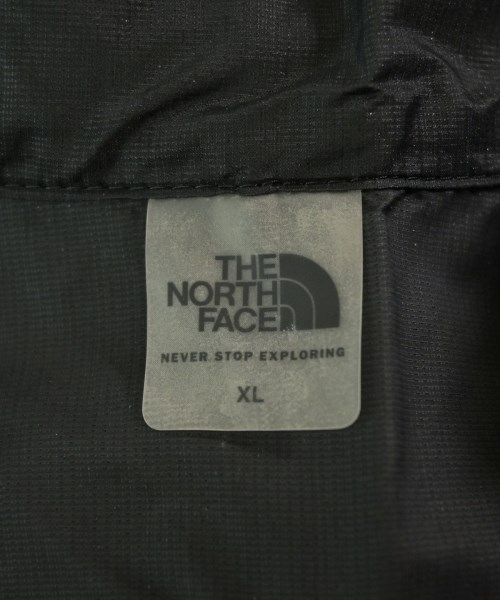 THE
NORTH
FACE
NEVER STOP EXPLORING
XL